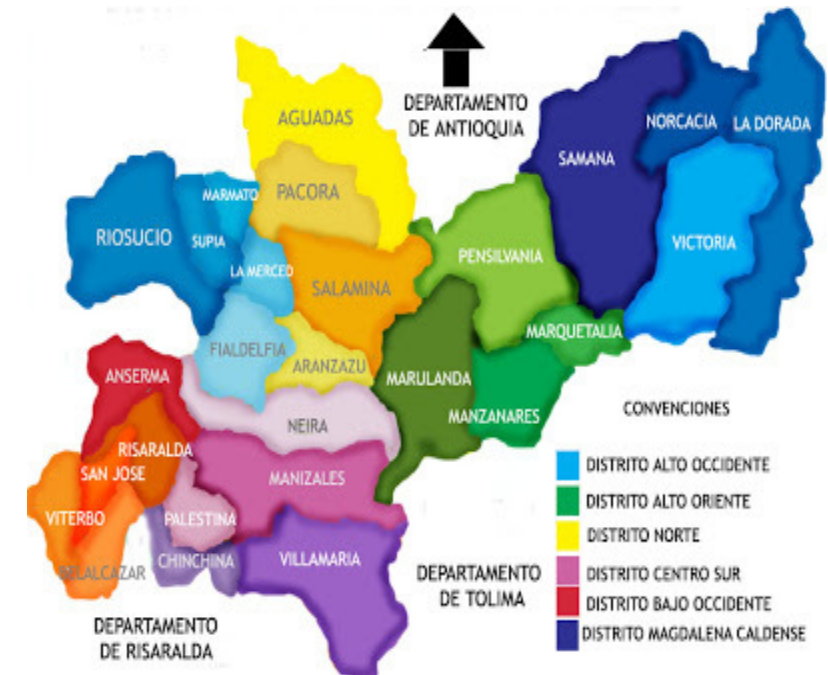 DEPARTAMENTO
DE ANTIOQUIA
AGUADAS
NORCACIA
LA DORADA
SAMANA
PACORA
MARMATO
RIOSUCIO
SUPIA
VICTORIA
LA MERCED
PENSILVANIA
SALAMINA
MARQUETALIA
FIALDELFIA
ARANZAZU
ANSERMA
MARULANDA
MANZANARES
NEIRA
RISARALDA
SAN JOSE
MANIZALES
VITERBO
PALESTINA
CHINCHINA
VILLAMARIA
BELALCAZAR
CONVENCIONES
DISTRITO ALTO OCCIDENTE
DISTRITO ALTO ORIENTE
DISTRITO NORTE
DISTRITO CENTRO SUR
DISTRITO BAJO OCCIDENTE
DISTRITO MAGDALENA CALDENSE
DEPARTAMENTO
DE TOLIMA
DEPARTAMENTO
DE RISARALDA